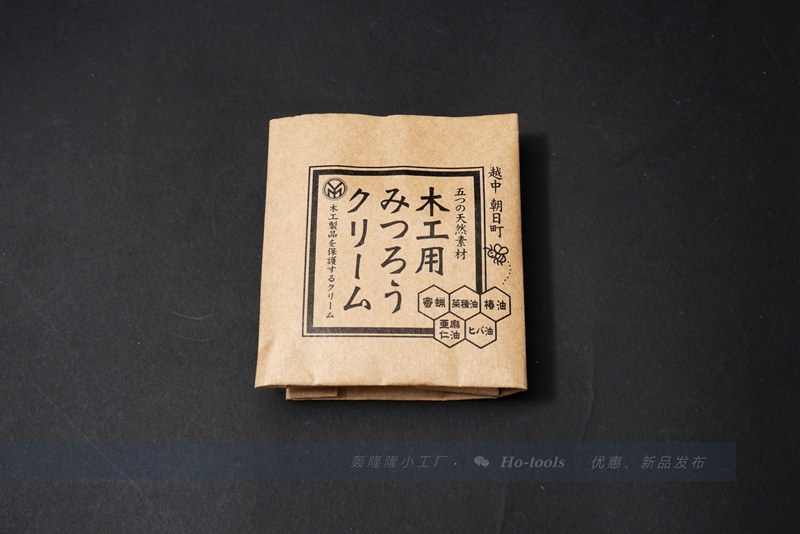 越中 朝日町
五つの天然素材
木工用
みつろう
クリーム
木工製品を保護するクリーム
蜜蝋
菜種油
椿油
亜麻仁油
ヒバ油
轰隆隆小工厂 · Ho-tools 优惠、新品发布